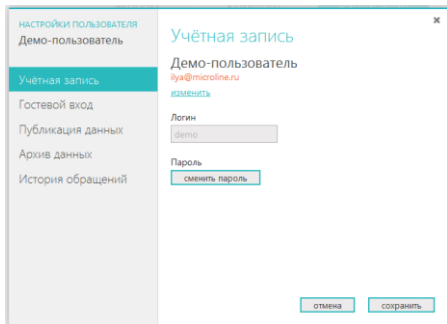 НАСТРОЙКИ ПОЛЬЗОВАТЕЛЯ
Демо-пользователь
Учётная запись
Гостевой вход
Публикация данных
Архив данных
История обращений
×
Учётная запись
Демо-пользователь
ilya@microline.ru
изменить
Логин
demo
Пароль
сменить пароль
отмена
сохранить